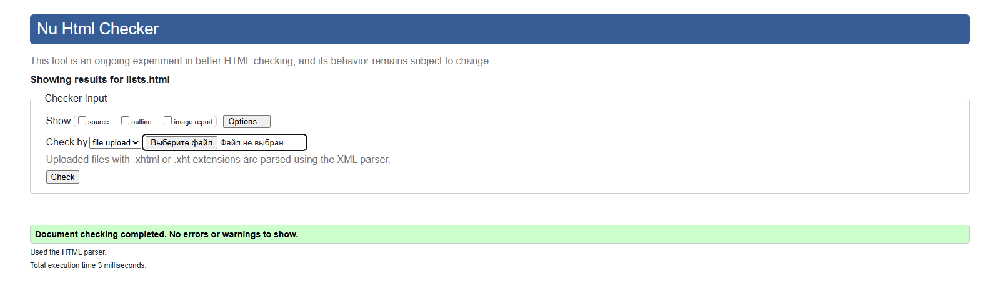 Nu Html Checker
This tool is an ongoing experiment in better HTML checking, and its behavior remains subject to change
Showing results for lists.html
Checker Input
Show source outline image report Options...
Check by file upload Выберите файл Файл не выбран
Uploaded files with .xhtml or .xht extensions are parsed using the XML parser.
Check
Document checking completed. No errors or warnings to show.
Used the HTML parser.
Total execution time 3 milliseconds.